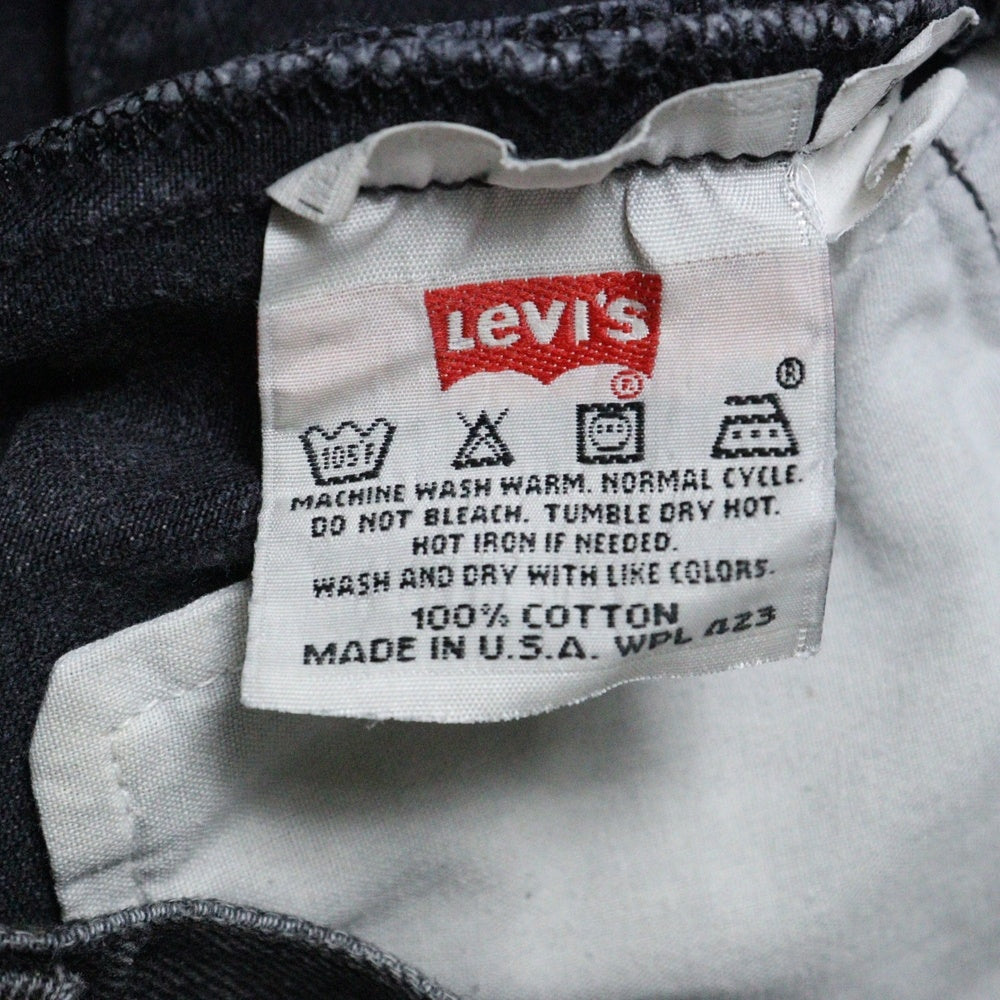 Levi's
®
®
105F
MACHINE WASH WARM. NORMAL CYCLE.
DO NOT BLEACH. TUMBLE DRY HOT.
HOT IRON IF NEEDED.
WASH AND DRY WITH LIKE COLORS.
100% COTTON
MADE IN U.S.A. WPL 423